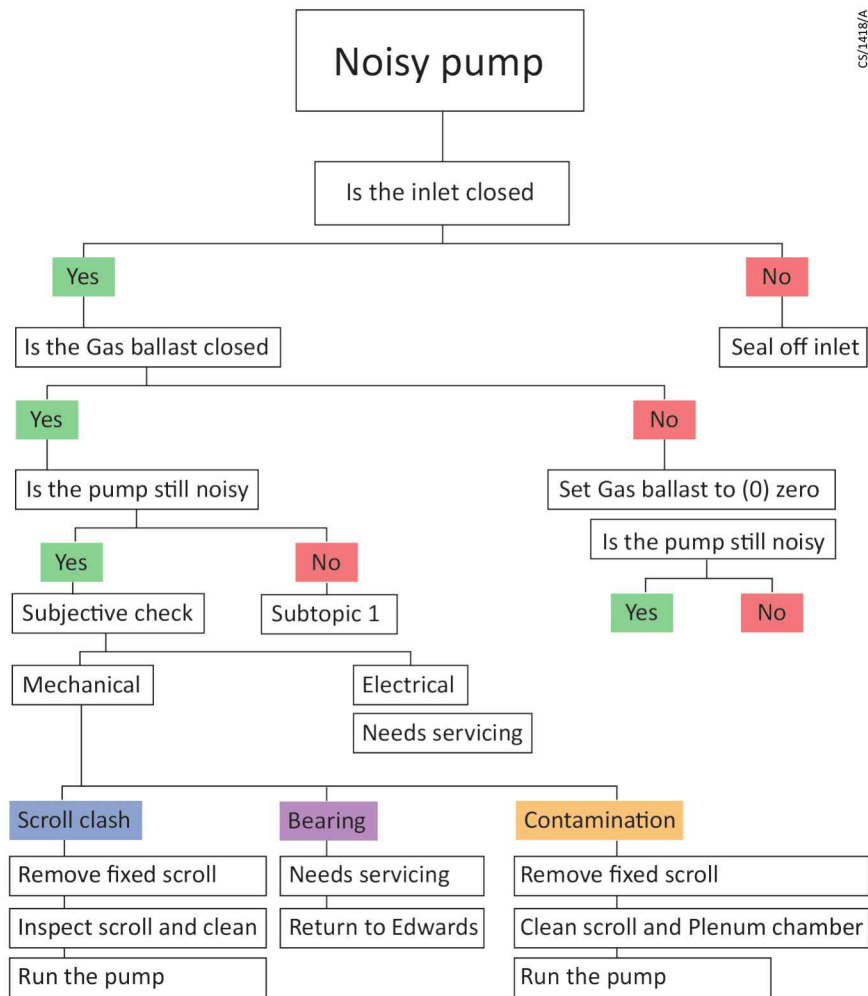 CS/1418/A
Noisy pump
Is the inlet closed
Yes
No
Is the Gas ballast closed
Seal off inlet
Yes
No
Is the pump still noisy
Set Gas ballast to (0) zero
Is the pump still noisy
Yes
No
Yes
No
Subjective check
Subtopic 1
Mechanical
Electrical
Needs servicing
Scroll clash
Bearing
Contamination
Remove fixed scroll
Needs servicing
Remove fixed scroll
Inspect scroll and clean
Return to Edwards
Clean scroll and Plenum chamber
Run the pump
Run the pump